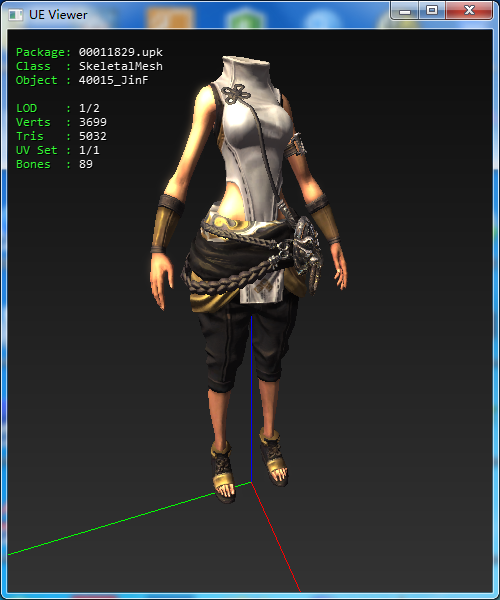 UE Viewer
Package: 00011829.upk
Class : SkeletalMesh
Object : 40015_JinF
LOD : 1/2
Verts : 3699
Tris : 5032
UV Set : 1/1
Bones : 89